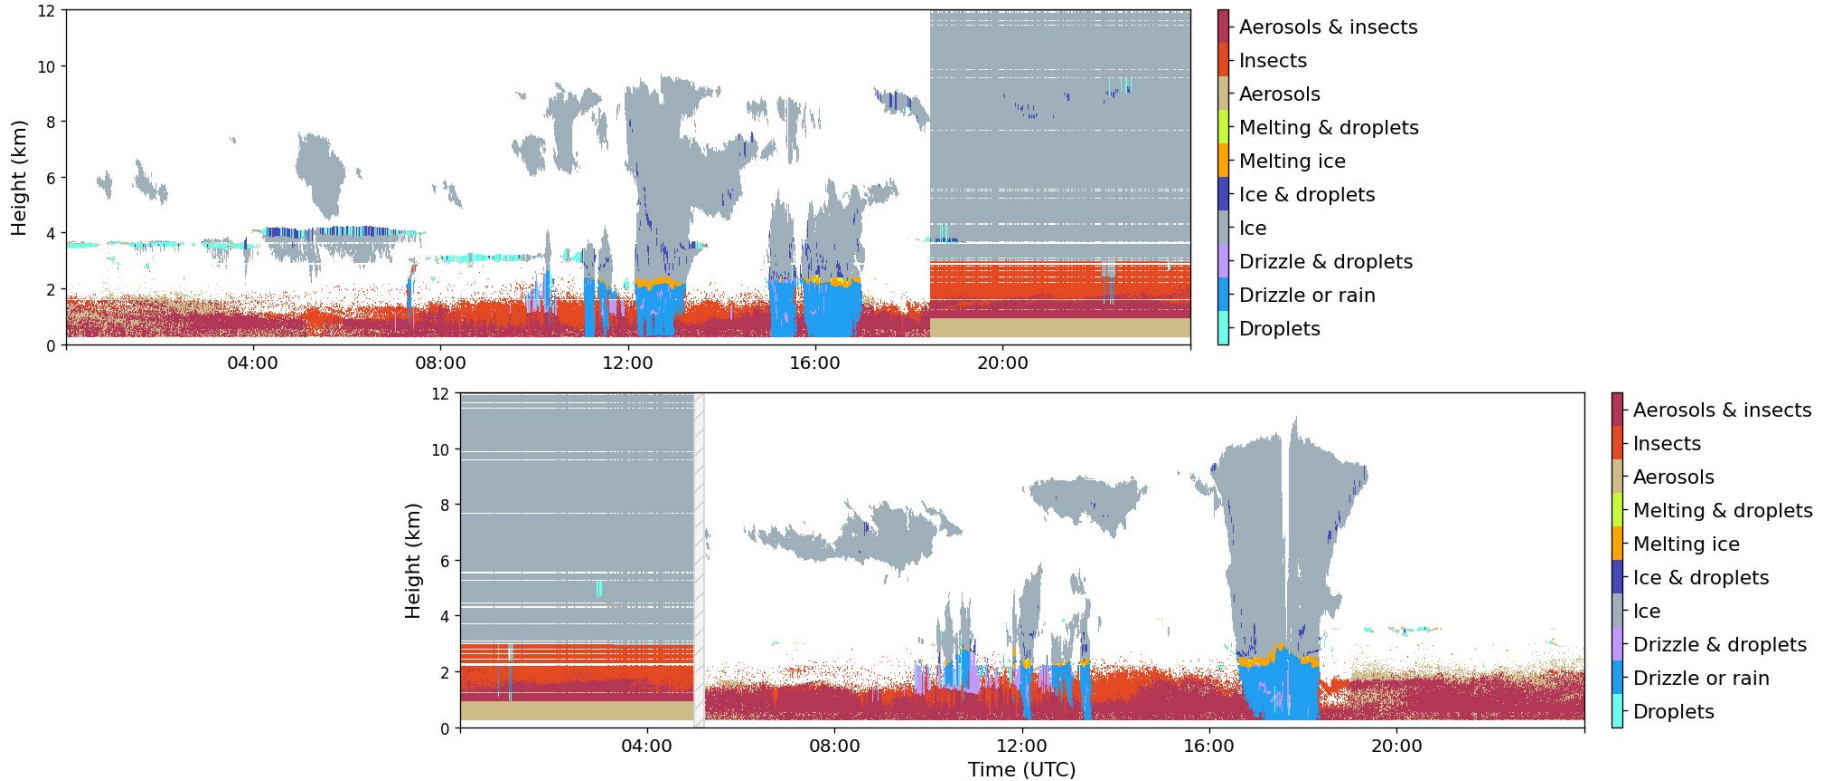 12
10
8
6
4
2
0
Height (km)
04:00 08:00 12:00 16:00 20:00
Aerosols & insects
Insects
Aerosols
Melting & droplets
Melting ice
Ice & droplets
Ice
Drizzle & droplets
Drizzle or rain
Droplets
12
10
8
6
4
2
0
Height (km)
04:00 08:00 12:00 16:00 20:00
Time (UTC)
Aerosols & insects
Insects
Aerosols
Melting & droplets
Melting ice
Ice & droplets
Ice
Drizzle & droplets
Drizzle or rain
Droplets